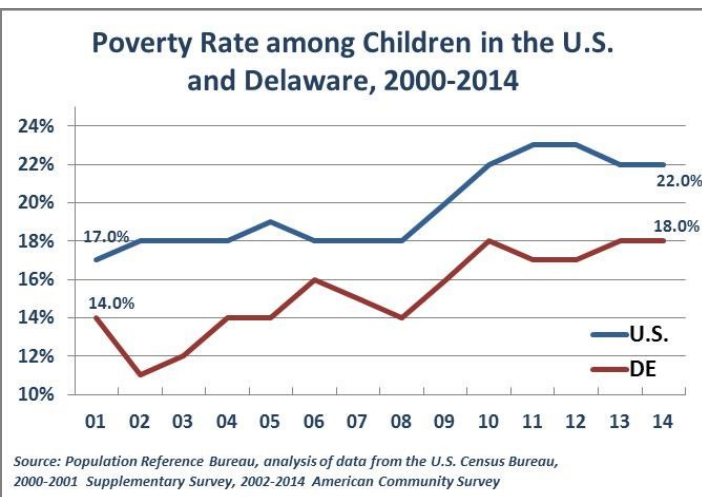 Poverty Rate among Children in the U.S.
and Delaware, 2000-2014
24%
22%
22.0%
20%
18.0%
17.0%
18%
16%
14.0%
14%
U.S.
12%
DE
10%
01 02 03 04 05 06 07 08 09 10 11 12 13 14
Source: Population Reference Bureau, analysis of data from the U.S. Census Bureau,
2000-2001 Supplementary Survey, 2002-2014 American Community Survey